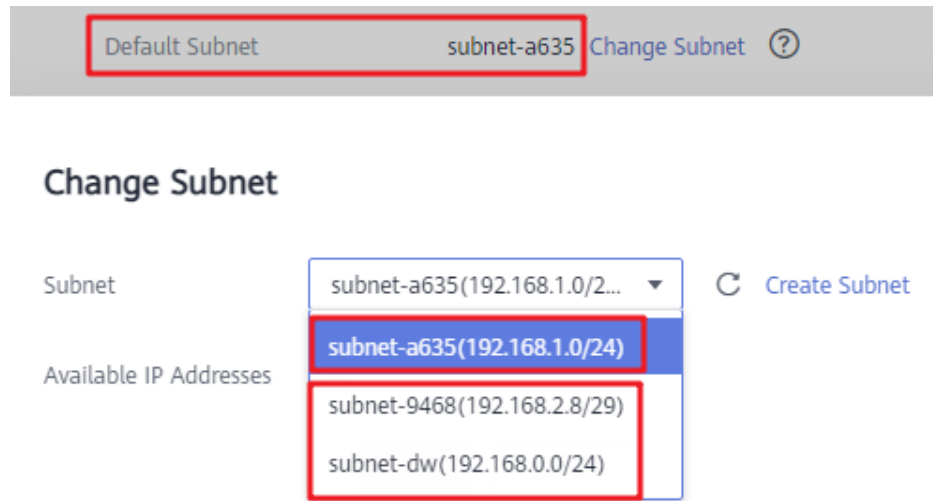 Default Subnet subnet-a635 Change Subnet ?
Change Subnet
Subnet subnet-a635(192.168.1.0/2... Create Subnet
subnet-a635(192.168.1.0/24)
Available IP Addresses
subnet-9468(192.168.2.8/29)
subnet-dw(192.168.0.0/24)